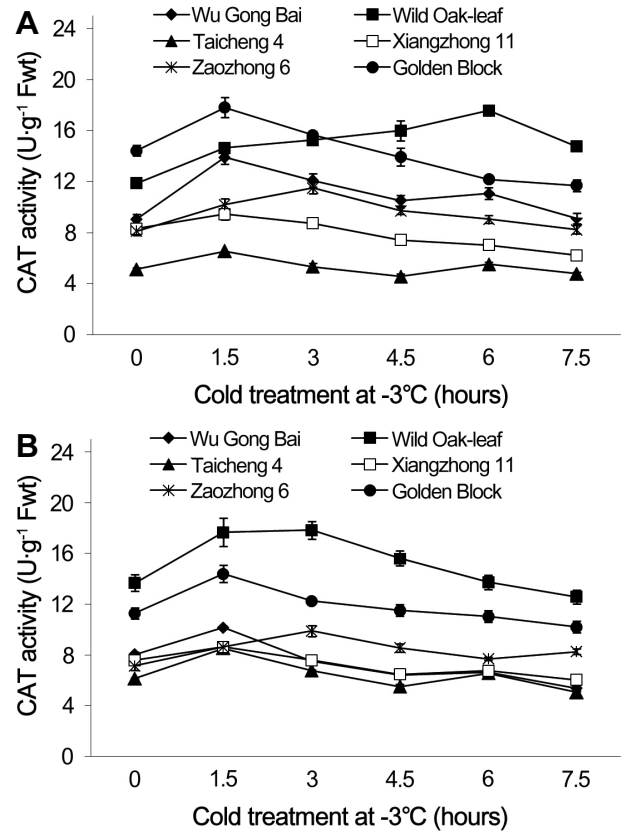 A
Wu Gong Bai Wild Oak-leaf
Taicheng 4 Xiangzhong 11
Zaozhong 6 Golden Block
CAT activity (U·g⁻¹ Fwt)
24
20
16
12
8
4
0
0 1.5 3 4.5 6 7.5
Cold treatment at -3℃ (hours)
B
Wu Gong Bai Wild Oak-leaf
Taicheng 4 Xiangzhong 11
Zaozhong 6 Golden Block
CAT activity (U·g⁻¹ Fwt)
24
20
16
12
8
4
0
0 1.5 3 4.5 6 7.5
Cold treatment at -3℃ (hours)